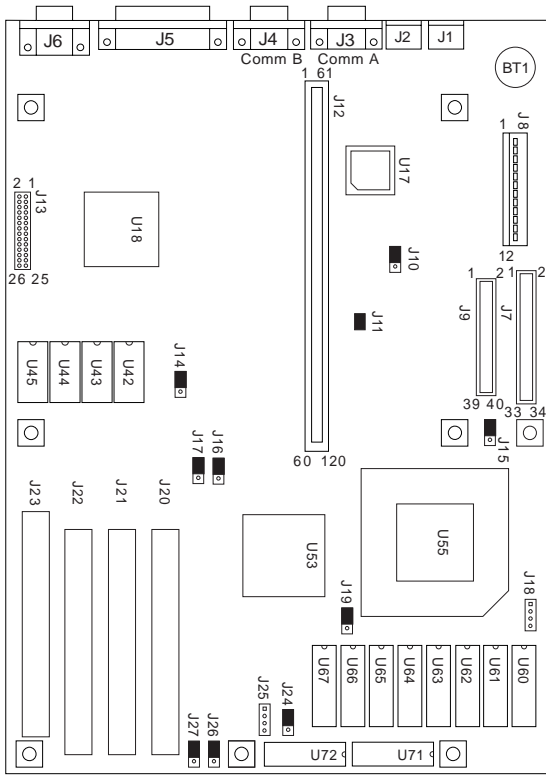 J6 J5 J4 J3 J2 J1
Comm B Comm A
BT1
1 61
J12
1 J8
12
U17
2 1
J13
26 25
U18
J10
1 2
J9
39 40
1 2
J7
33 34
J11
U45 U44 U43 U42
J14
J15
J17 J16
60 120
J23 J22 J21 J20
U53
U55
J19
J18
U67 U66 U65 U64 U63 U62 U61 U60
J25 J24
J27 J26
U72 U71